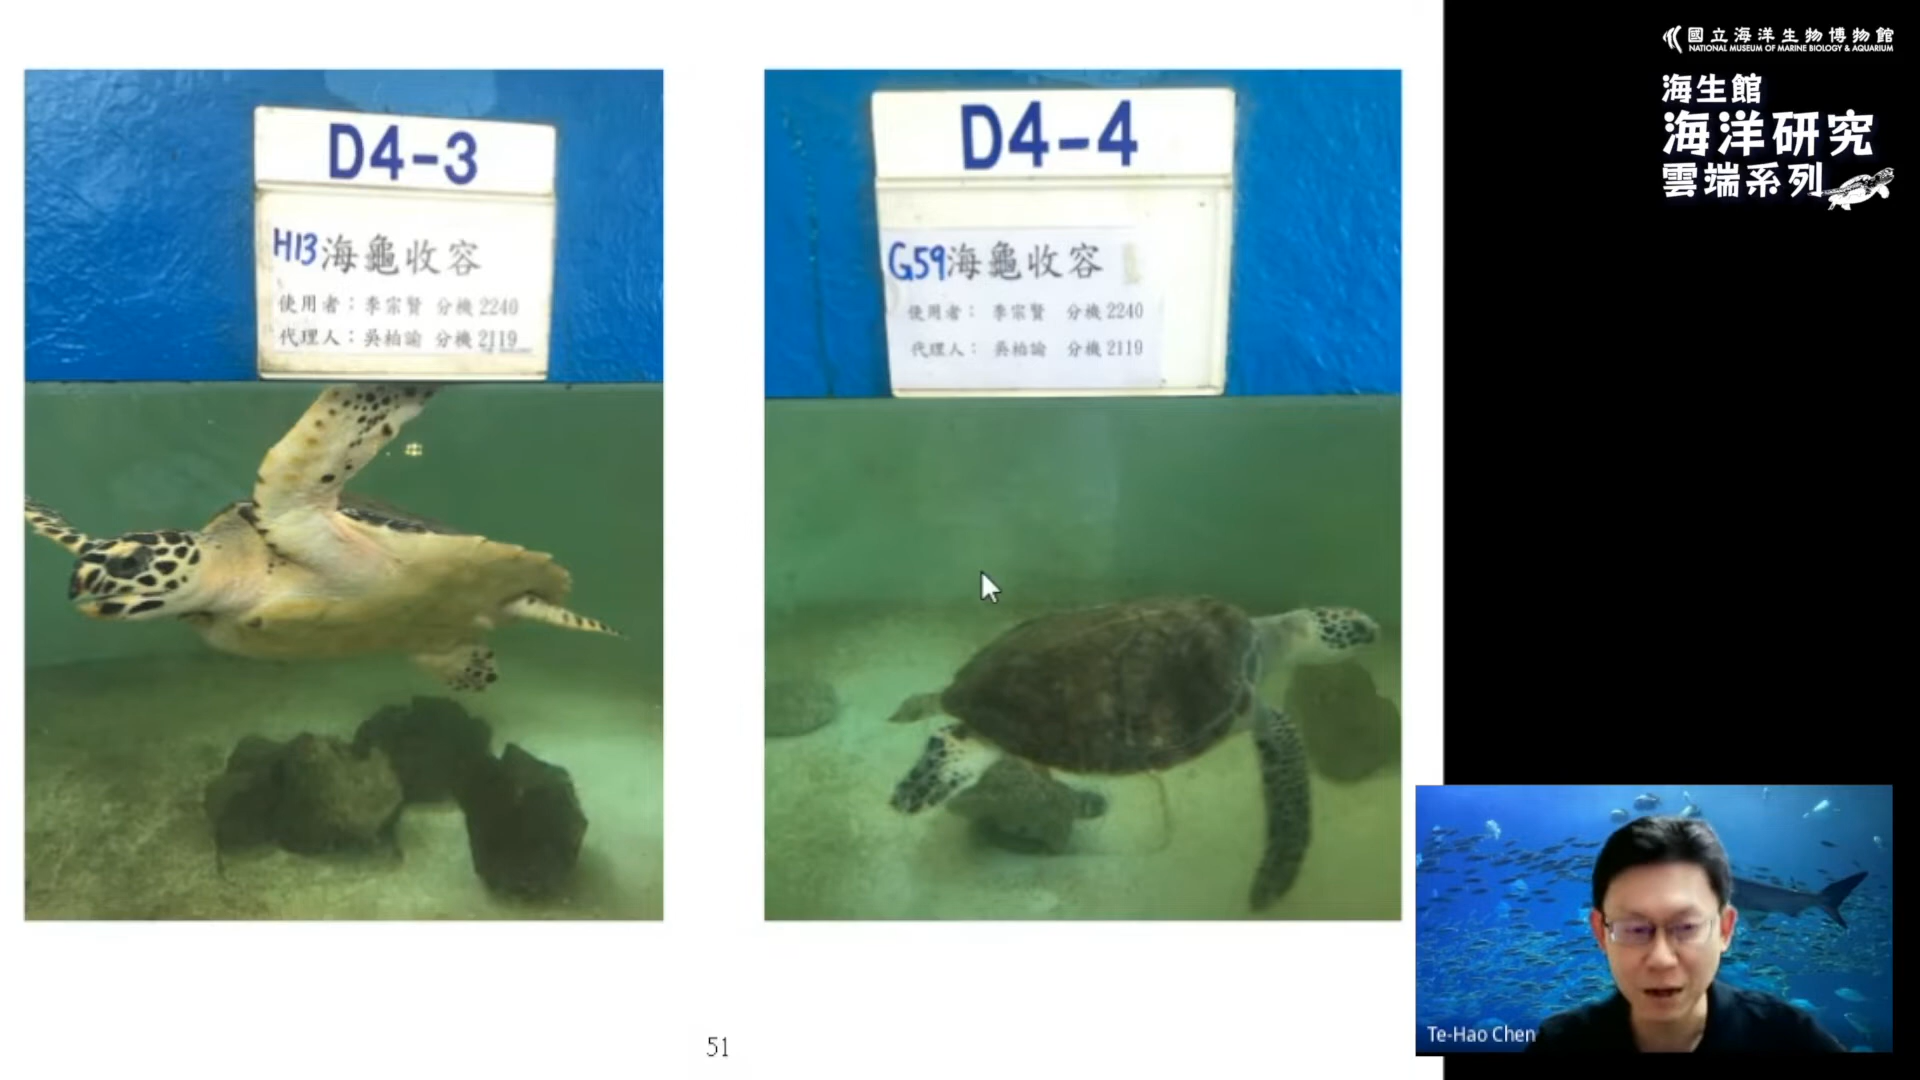 D4-3
H13海龜收容
使用者：李宗賢 分機2240
代理人：吳柏諭 分機2119
D4-4
G59海龜收容
使用者： 李宗賢 分機2240
代理人： 吳柏諭 分機2119
51
國立海洋生物博物館
NATIONAL MUSEUM OF MARINE BIOLOGY & AQUARIUM
海生館
海洋研究
雲端系列
Te-Hao Chen